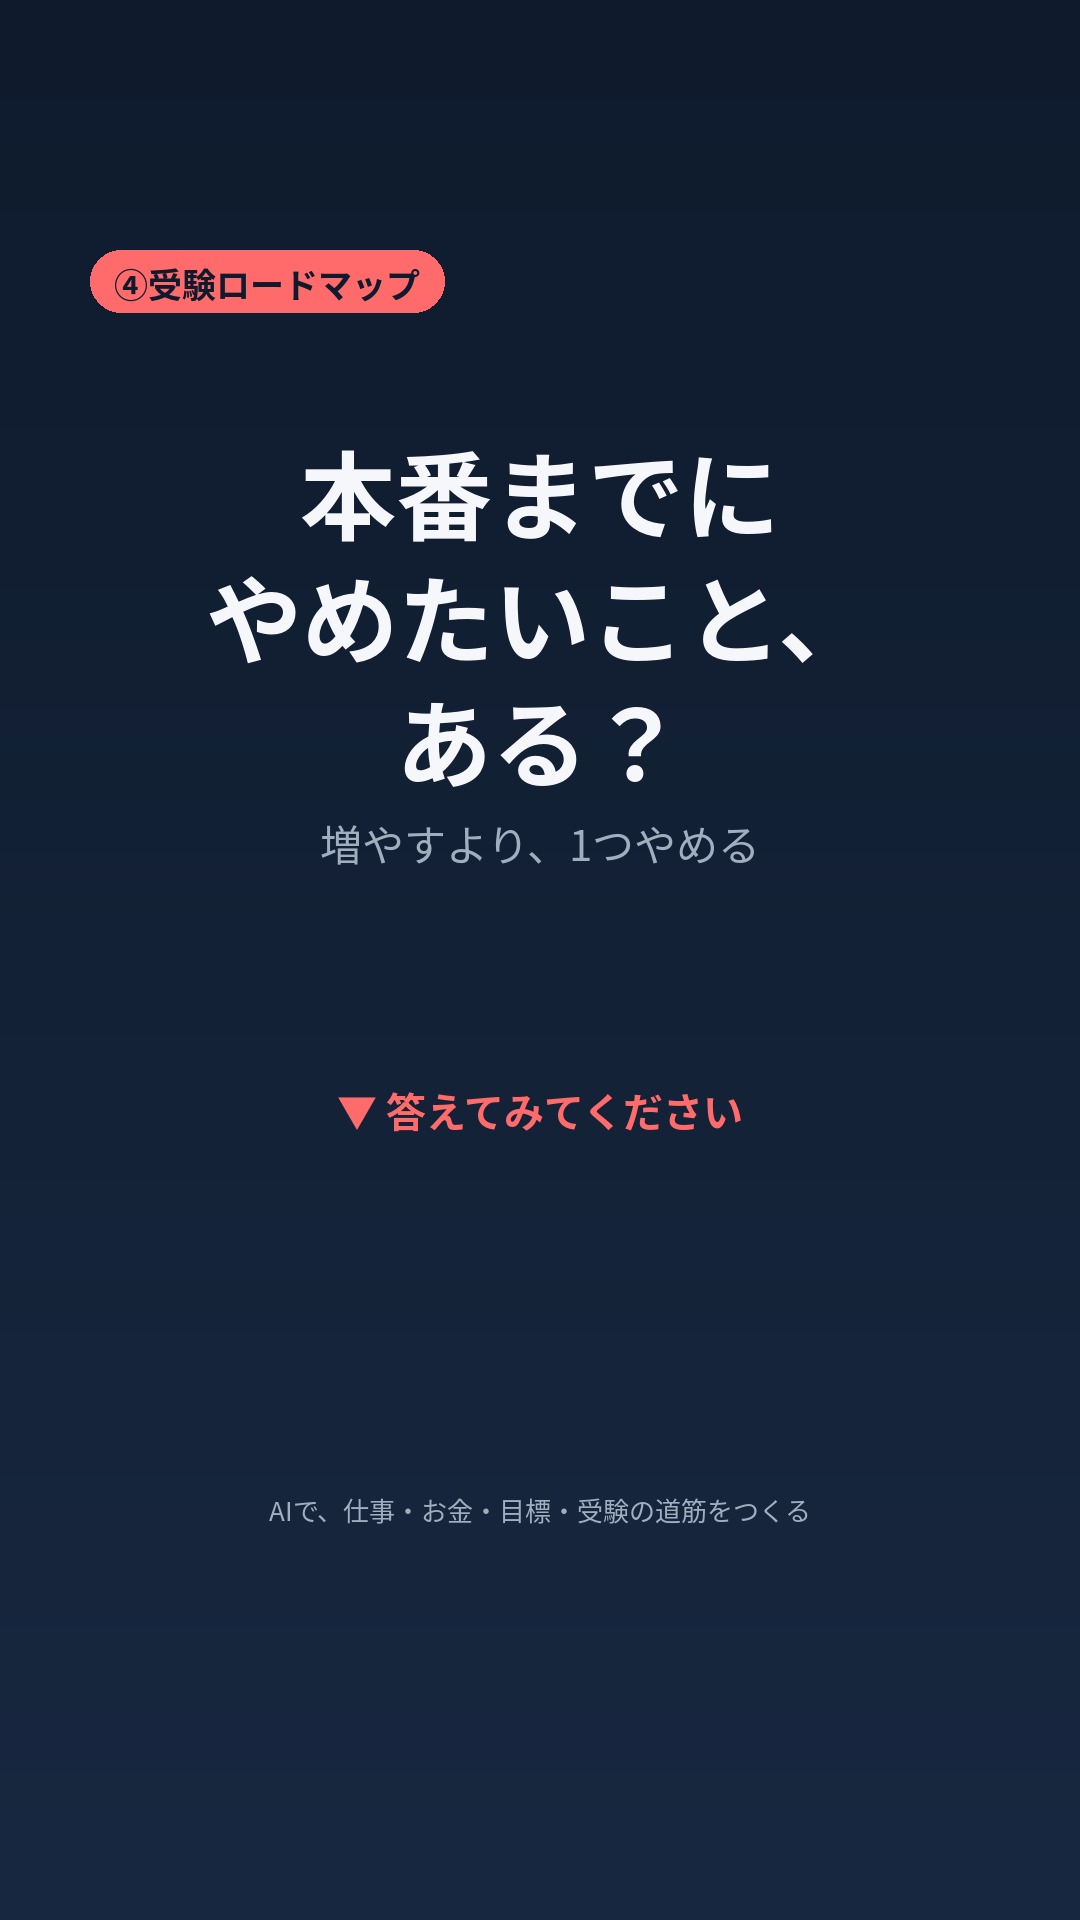 ④受験ロードマップ
本番までに
やめたいこと、
ある？
増やすより、1つやめる
▼ 答えてみてください
AIで、仕事・お金・目標・受験の道筋をつくる